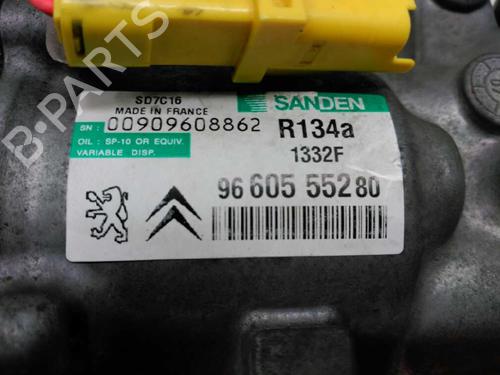 B-PARTS
SD7C16
MADE IN FRANCE
SANDEN
SN : 00909608862
R134a
OIL : SP-10 OR EQUIV.
VARIABLE DISP.
1332F
96 605 552 80